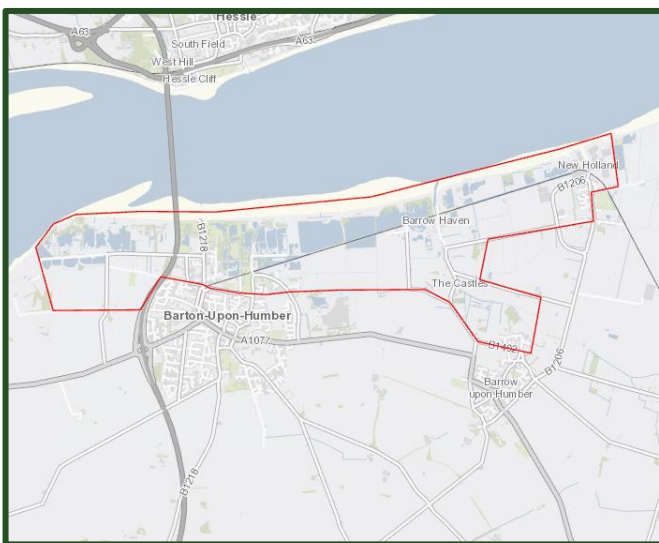 Hessle
A63
South Field
A63
West Hill
Hessle Cliff
New Holland
B1206
Barrow Haven
B1218
The Castles
Barton-Upon-Humber
A1077
B1402
B1206
Barrow
upon Humber
B1218